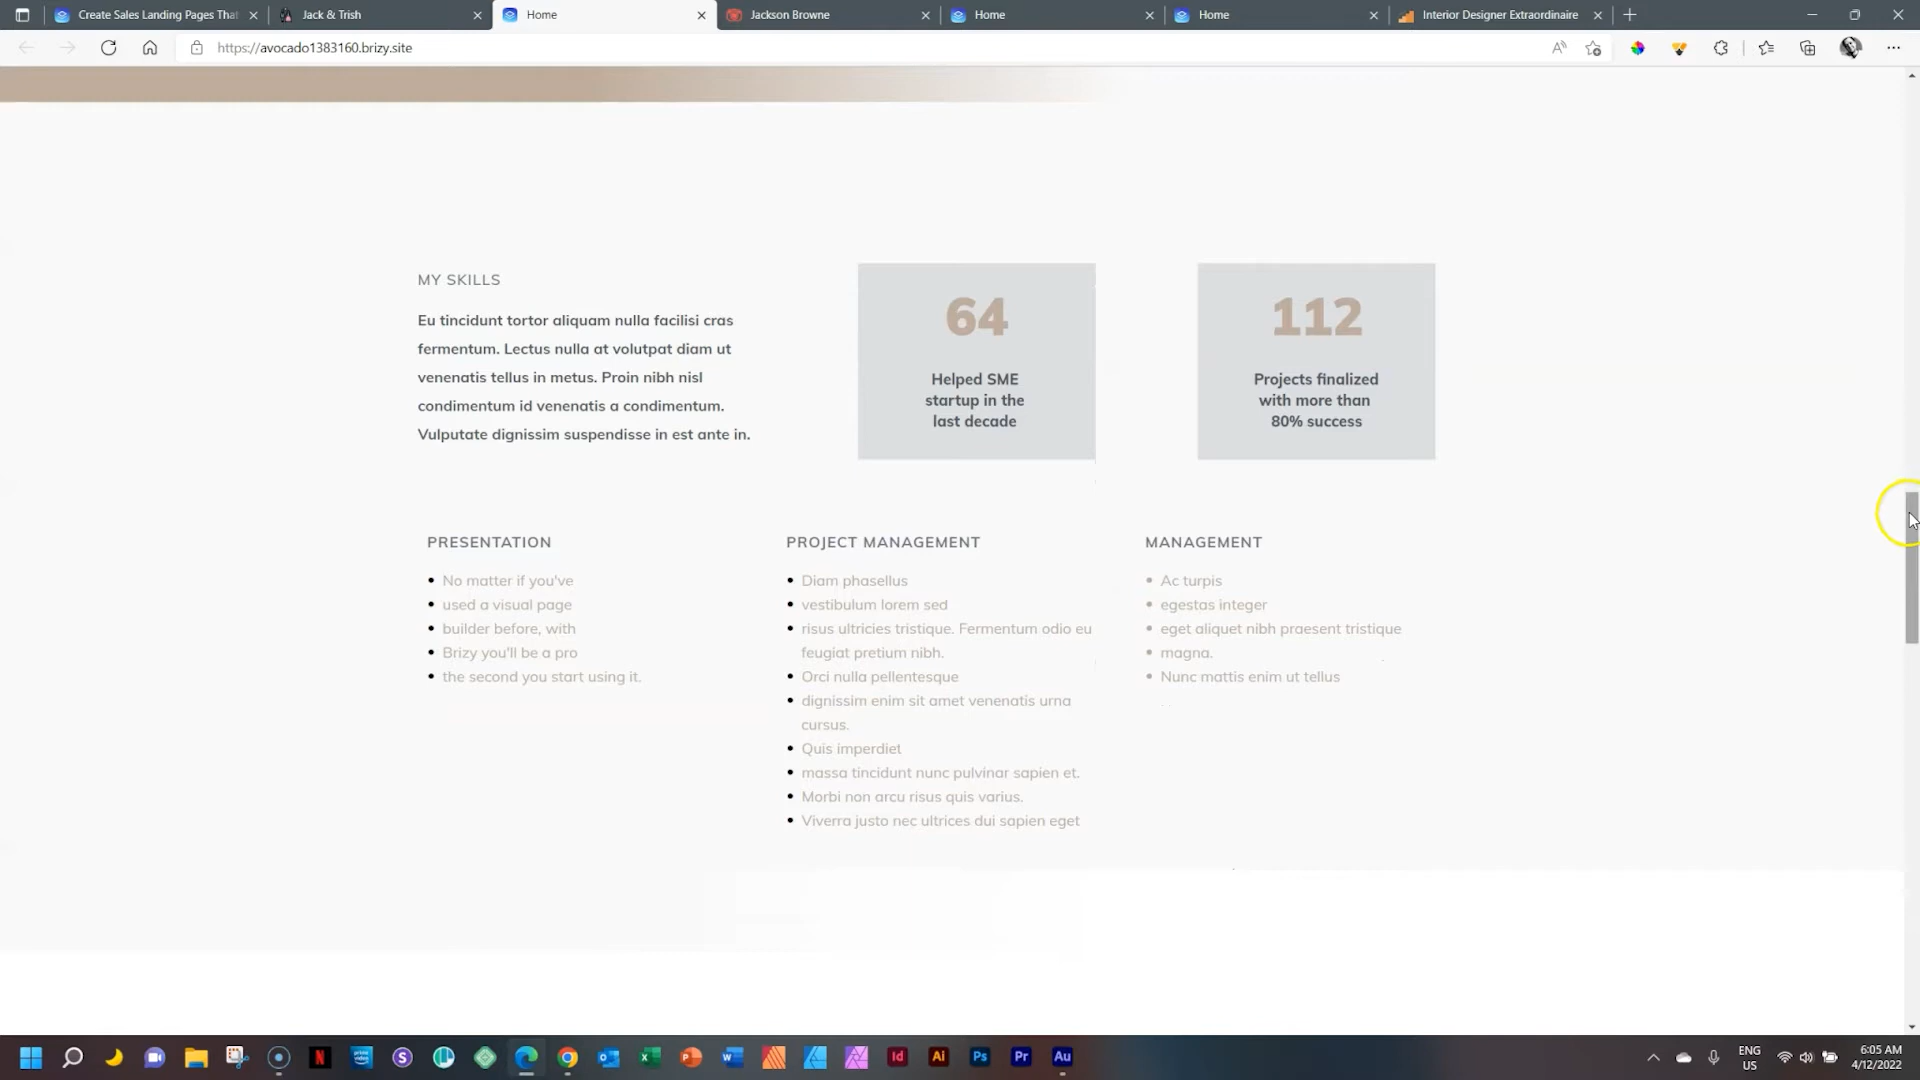 Create Sales Landing Pages That
Jack & Trish
Home
Jackson Browne
Home
Home
Interior Designer Extraordinaire
https://avocado1383160.brizy.site
MY SKILLS
Eu tincidunt tortor aliquam nulla facilisi cras
fermentum. Lectus nulla at volutpat diam ut
venenatis tellus in metus. Proin nibh nisl
condimentum id venenatis a condimentum.
Vulputate dignissim suspendisse in est ante in.
64
Helped SME
startup in the
last decade
112
Projects finalized
with more than
80% success
PRESENTATION
No matter if you've
used a visual page
builder before, with
Brizy you'll be a pro
the second you start using it.
PROJECT MANAGEMENT
Diam phasellus
vestibulum lorem sed
risus ultricies tristique. Fermentum odio eu
feugiat pretium nibh.
Orci nulla pellentesque
dignissim enim sit amet venenatis urna
cursus.
Quis imperdiet
massa tincidunt nunc pulvinar sapien et.
Morbi non arcu risus quis varius.
Viverra justo nec ultrices dui sapien eget
MANAGEMENT
Ac turpis
egestas integer
eget aliquet nibh praesent tristique
magna.
Nunc mattis enim ut tellus
N
S
Id
Ai
Ps
Pr
Au
ENG
US
6:05 AM
4/12/2022